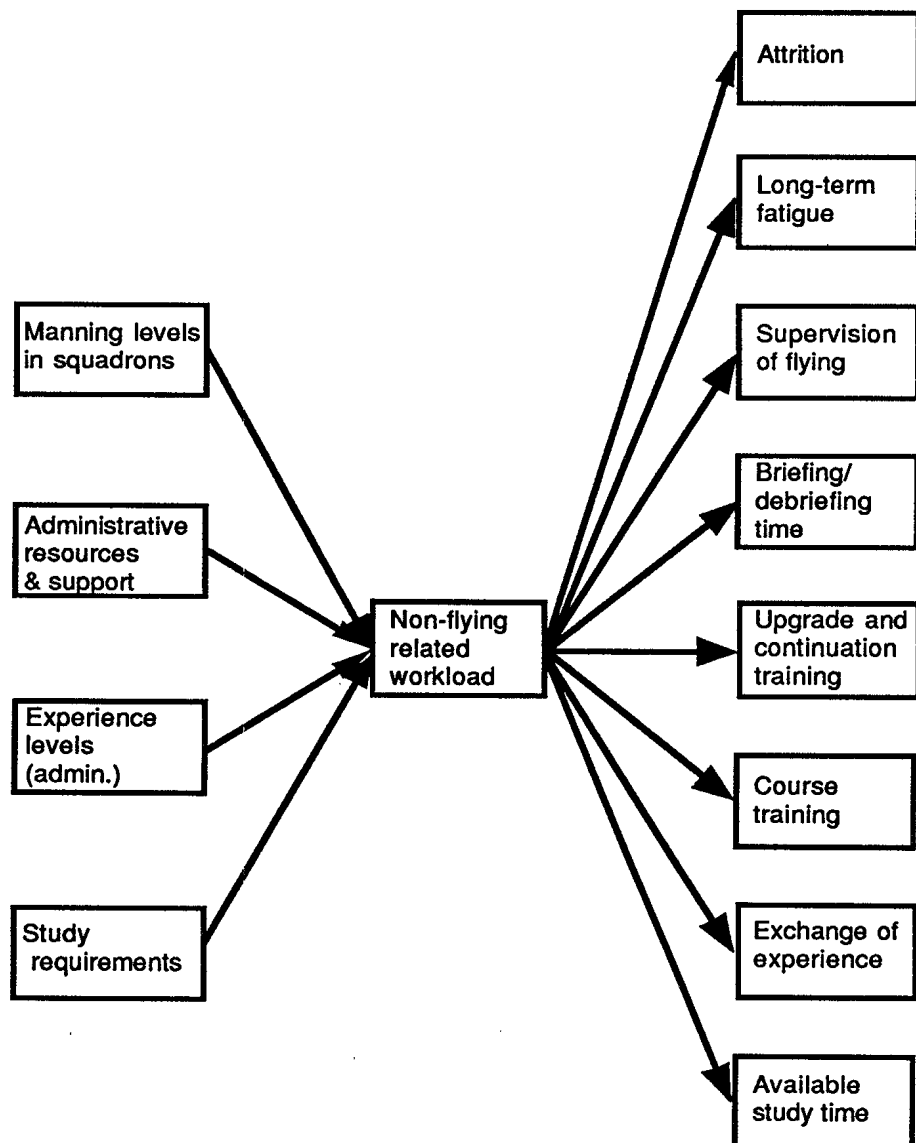 Manning levels
in squadrons
Administrative
resources
& support
Experience
levels
(admin.)
Study
requirements
Non-flying
related
workload
Attrition
Long-term
fatigue
Supervision
of flying
Briefing/
debriefing
time
Upgrade and
continuation
training
Course
training
Exchange of
experience
Available
study time